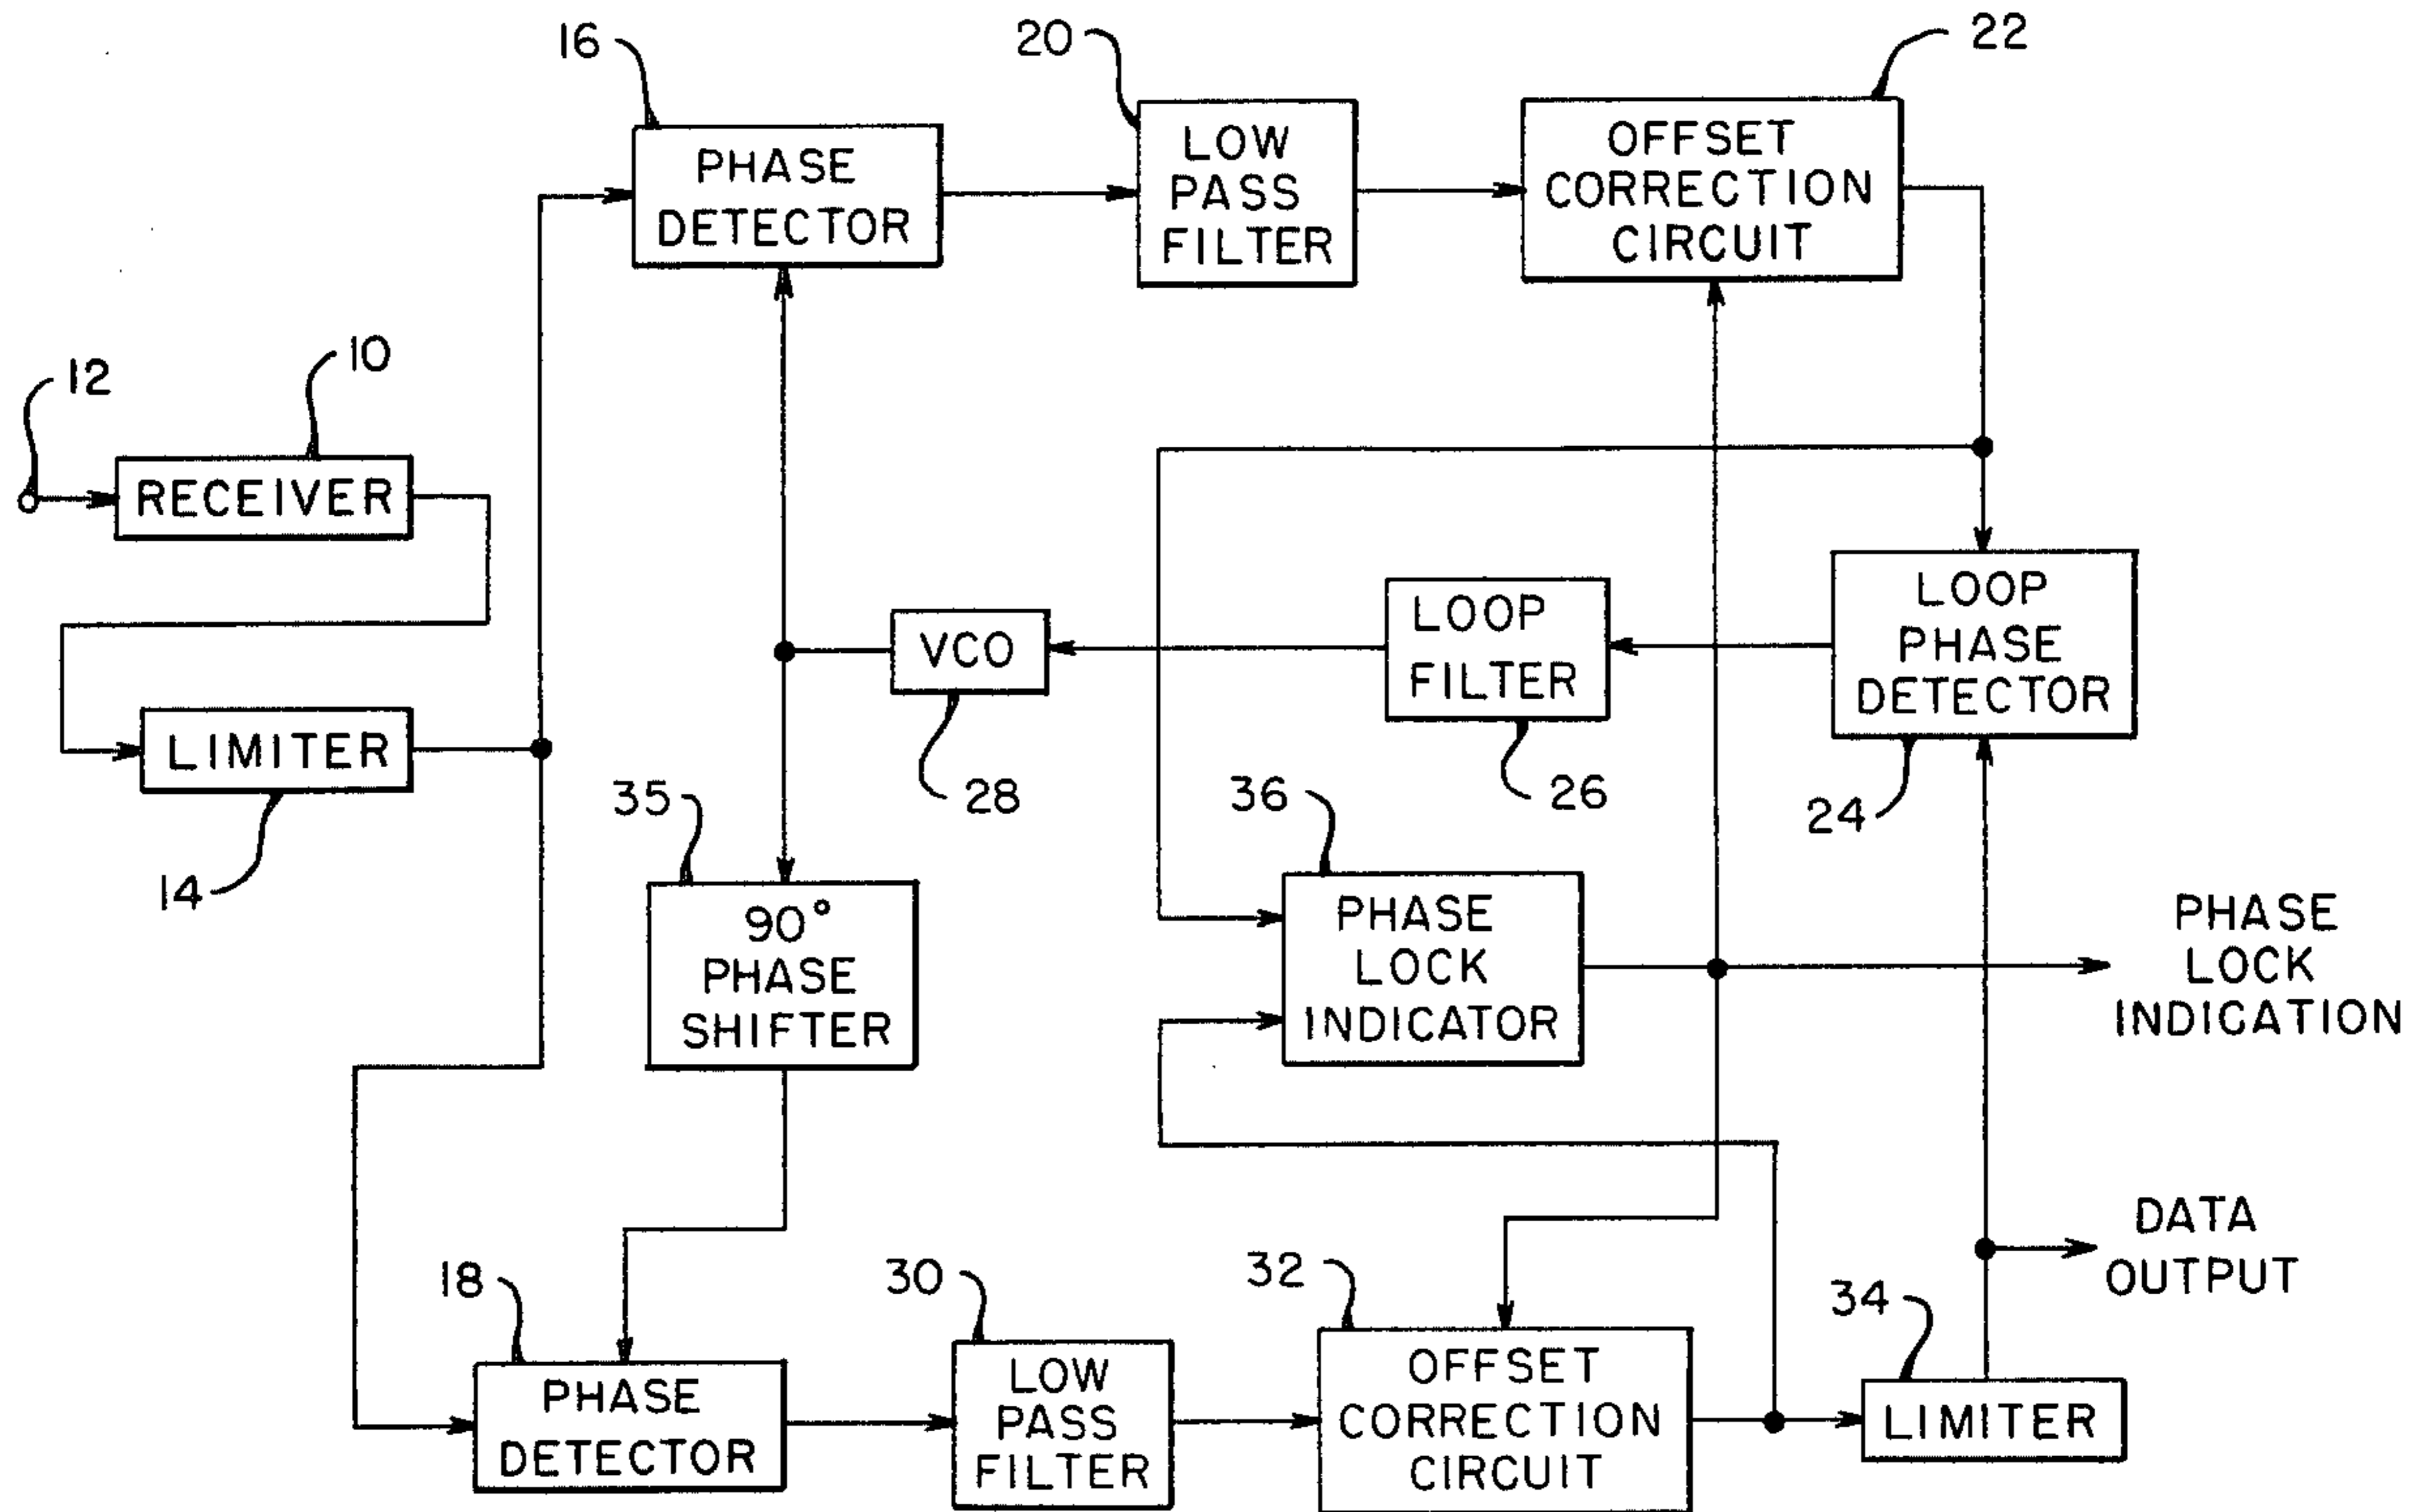 16
20
22
PHASE
DETECTOR
LOW
PASS
FILTER
OFFSET
CORRECTION
CIRCUIT
12
10
RECEIVER
LIMITER
14
VCO
28
LOOP
FILTER
26
LOOP
PHASE
DETECTOR
24
35
90°
PHASE
SHIFTER
36
PHASE
LOCK
INDICATOR
PHASE
LOCK
INDICATION
DATA
OUTPUT
18
PHASE
DETECTOR
30
LOW
PASS
FILTER
32
OFFSET
CORRECTION
CIRCUIT
34
LIMITER